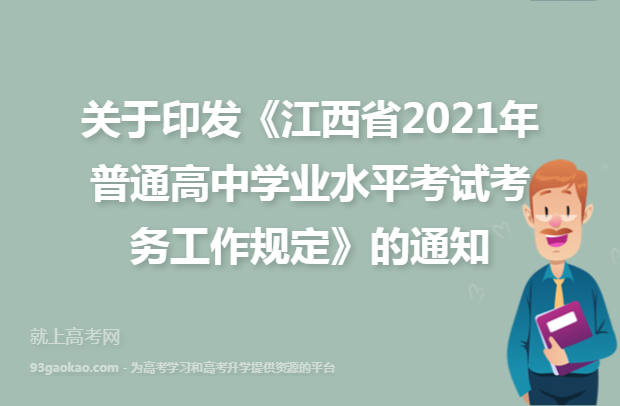 关于印发《江西省2021年
普通高中学业水平考试考
务工作规定》的通知
就上高考网
93gaokao.com - 为高考学习和高考升学提供资源的平台